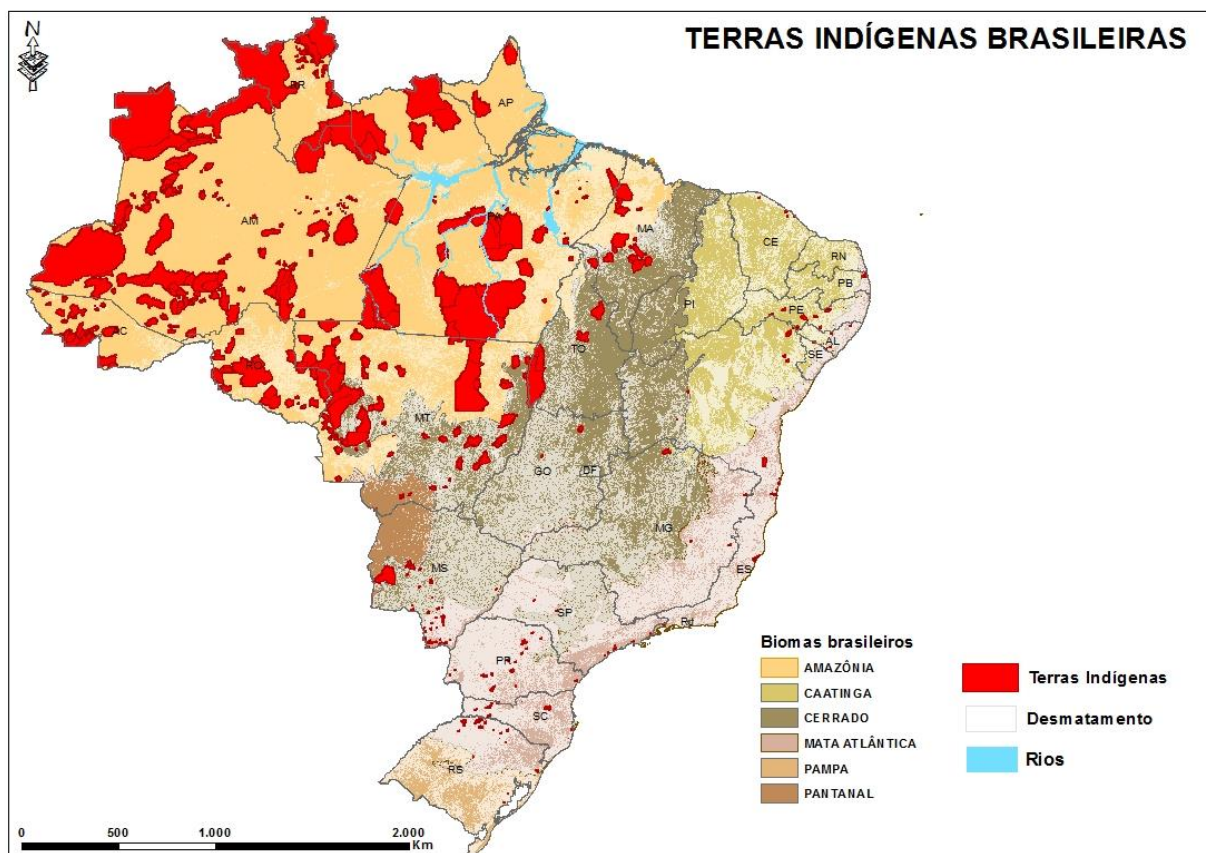 TERRAS INDÍGENAS BRASILEIRAS
N
RR
AP
AM
MA
CE
RN
PB
PI
PE
AL
SE
AC
TO
RO
MT
GO
DF
MG
MS
ES
SP
RJ
PR
SC
RS
Biomas brasileiros
AMAZÔNIA
CAATINGA
CERRADO
MATA ATLÂNTICA
PAMPA
PANTANAL
Terras Indígenas
Desmatamento
Rios
0 500 1.000 2.000
Km